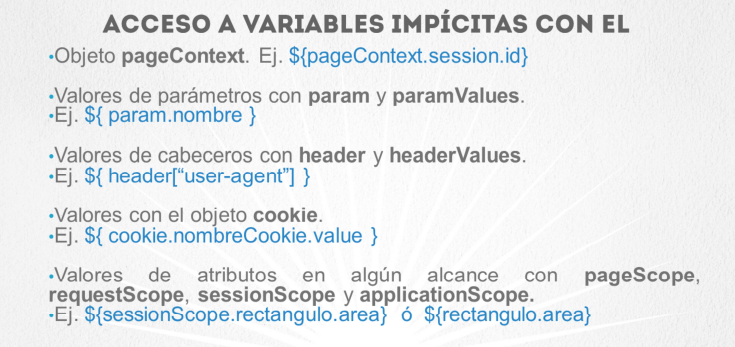 ACCESO A VARIABLES IMPÍCITAS CON EL
•Objeto pageContext. Ej. ${pageContext.session.id}
•Valores de parámetros con param y paramValues.
•Ej. ${ param.nombre }
•Valores de cabeceros con header y headerValues.
•Ej. ${ header[“user-agent”] }
•Valores con el objeto cookie.
•Ej. ${ cookie.nombreCookie.value }
•Valores de atributos en algún alcance con pageScope,
requestScope, sessionScope y applicationScope.
•Ej. ${sessionScope.rectangulo.area} ó ${rectangulo.area}